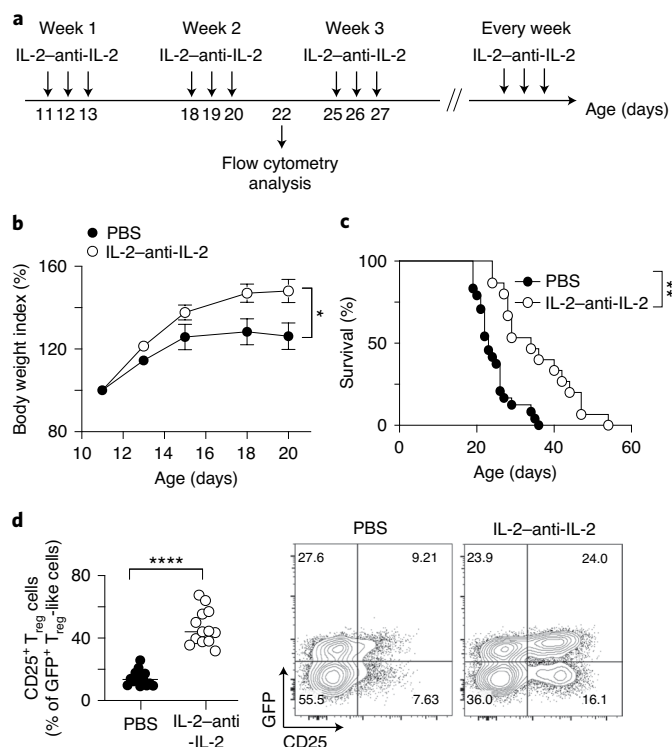 a
Week 1 Week 2 Week 3 Every week
IL-2–anti-IL-2 IL-2–anti-IL-2 IL-2–anti-IL-2 IL-2–anti-IL-2
11 12 13 18 19 20 22 25 26 27 // Age (days)
Flow cytometry
analysis
b
PBS
IL-2–anti-IL-2
160
120
80
Body weight index (%)
*
10 12 14 16 18 20
Age (days)
c
100
50
0
Survival (%)
PBS
IL-2–anti-IL-2
**
0 20 40 60
Age (days)
d
CD25+ Treg cells
(% of GFP+ Treg-like cells)
80
40
0
****
PBS IL-2–anti
-IL-2
PBS IL-2–anti-IL-2
27.6 9.21 23.9 24.0
55.5 7.63 36.0 16.1
GFP
CD25